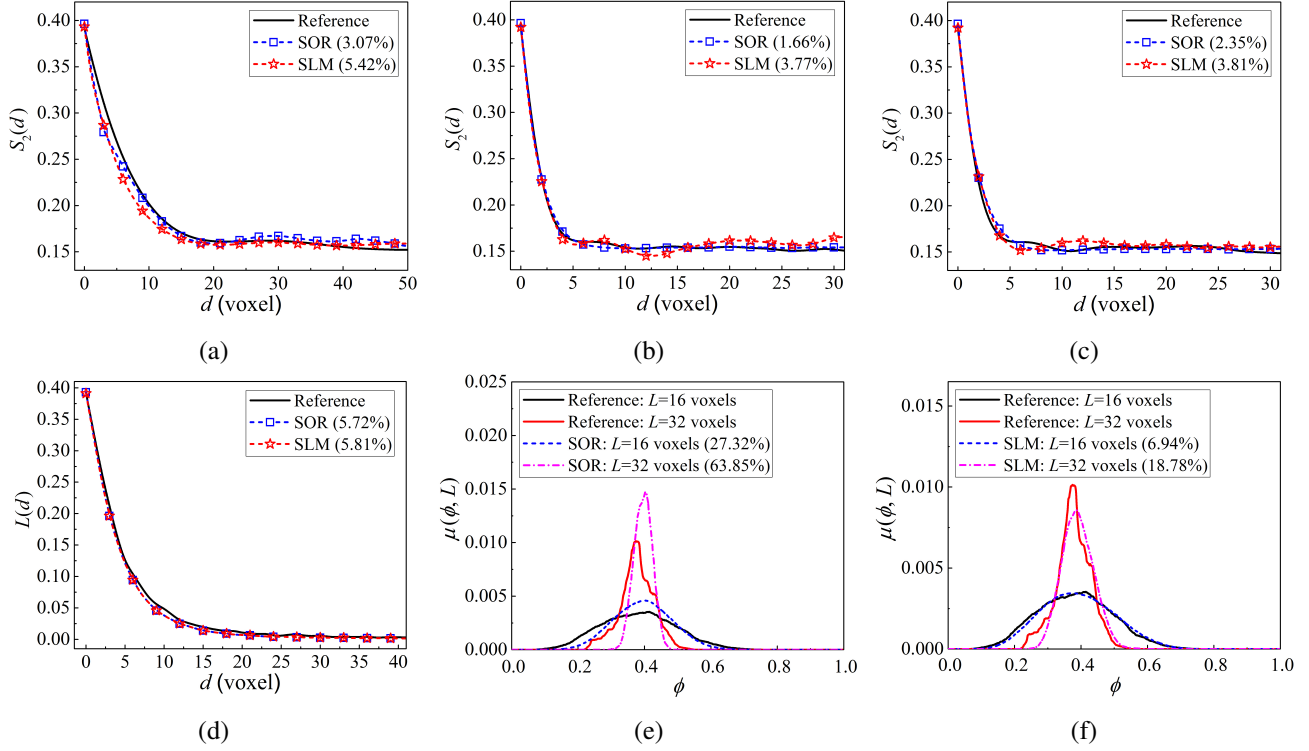 Reference
SOR (3.07%)
SLM (5.42%)
0.40
0.35
0.30
0.25
0.20
0.15
S₂(d)
0 10 20 30 40 50
d (voxel)
(a)
Reference
SOR (1.66%)
SLM (3.77%)
0.40
0.35
0.30
0.25
0.20
0.15
S₂(d)
0 5 10 15 20 25 30
d (voxel)
(b)
Reference
SOR (2.35%)
SLM (3.81%)
0.40
0.35
0.30
0.25
0.20
0.15
S₂(d)
0 5 10 15 20 25 30
d (voxel)
(c)
Reference
SOR (5.72%)
SLM (5.81%)
0.40
0.35
0.30
0.25
0.20
0.15
0.10
0.05
0.00
L(d)
0 5 10 15 20 25 30 35 40
d (voxel)
(d)
Reference: L=16 voxels
Reference: L=32 voxels
SOR: L=16 voxels (27.32%)
SOR: L=32 voxels (63.85%)
0.025
0.020
0.015
0.010
0.005
0.000
μ(ϕ, L)
0.0 0.2 0.4 0.6 0.8 1.0
ϕ
(e)
Reference: L=16 voxels
Reference: L=32 voxels
SLM: L=16 voxels (6.94%)
SLM: L=32 voxels (18.78%)
0.015
0.010
0.005
0.000
μ(ϕ, L)
0.0 0.2 0.4 0.6 0.8 1.0
ϕ
(f)